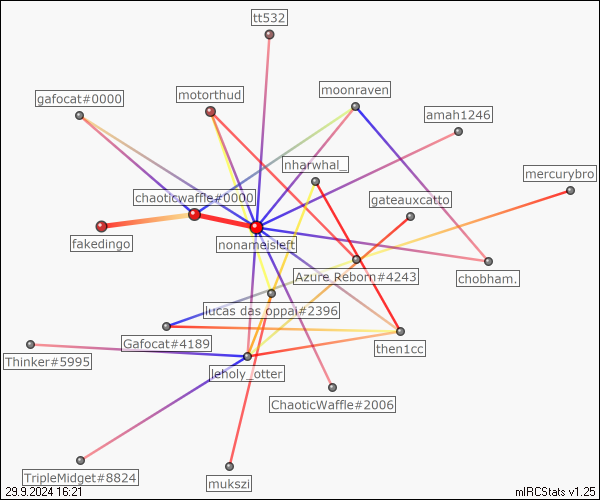 tt532
gafocat#0000
motorthud
moonraven
amah1246
nharwhal_
mercurybro
chaoticwaffle#0000
gateauxcatto
fakedingo
nonameisleft
Azure Reborn#4243
chobham.
lucas das oppai#2396
Gafocat#4189
then1cc
Thinker#5995
leholy_otter
ChaoticWaffle#2006
TripleMidget#8824
mukszi
29.9.2024 16:21
mIRCStats v1.25